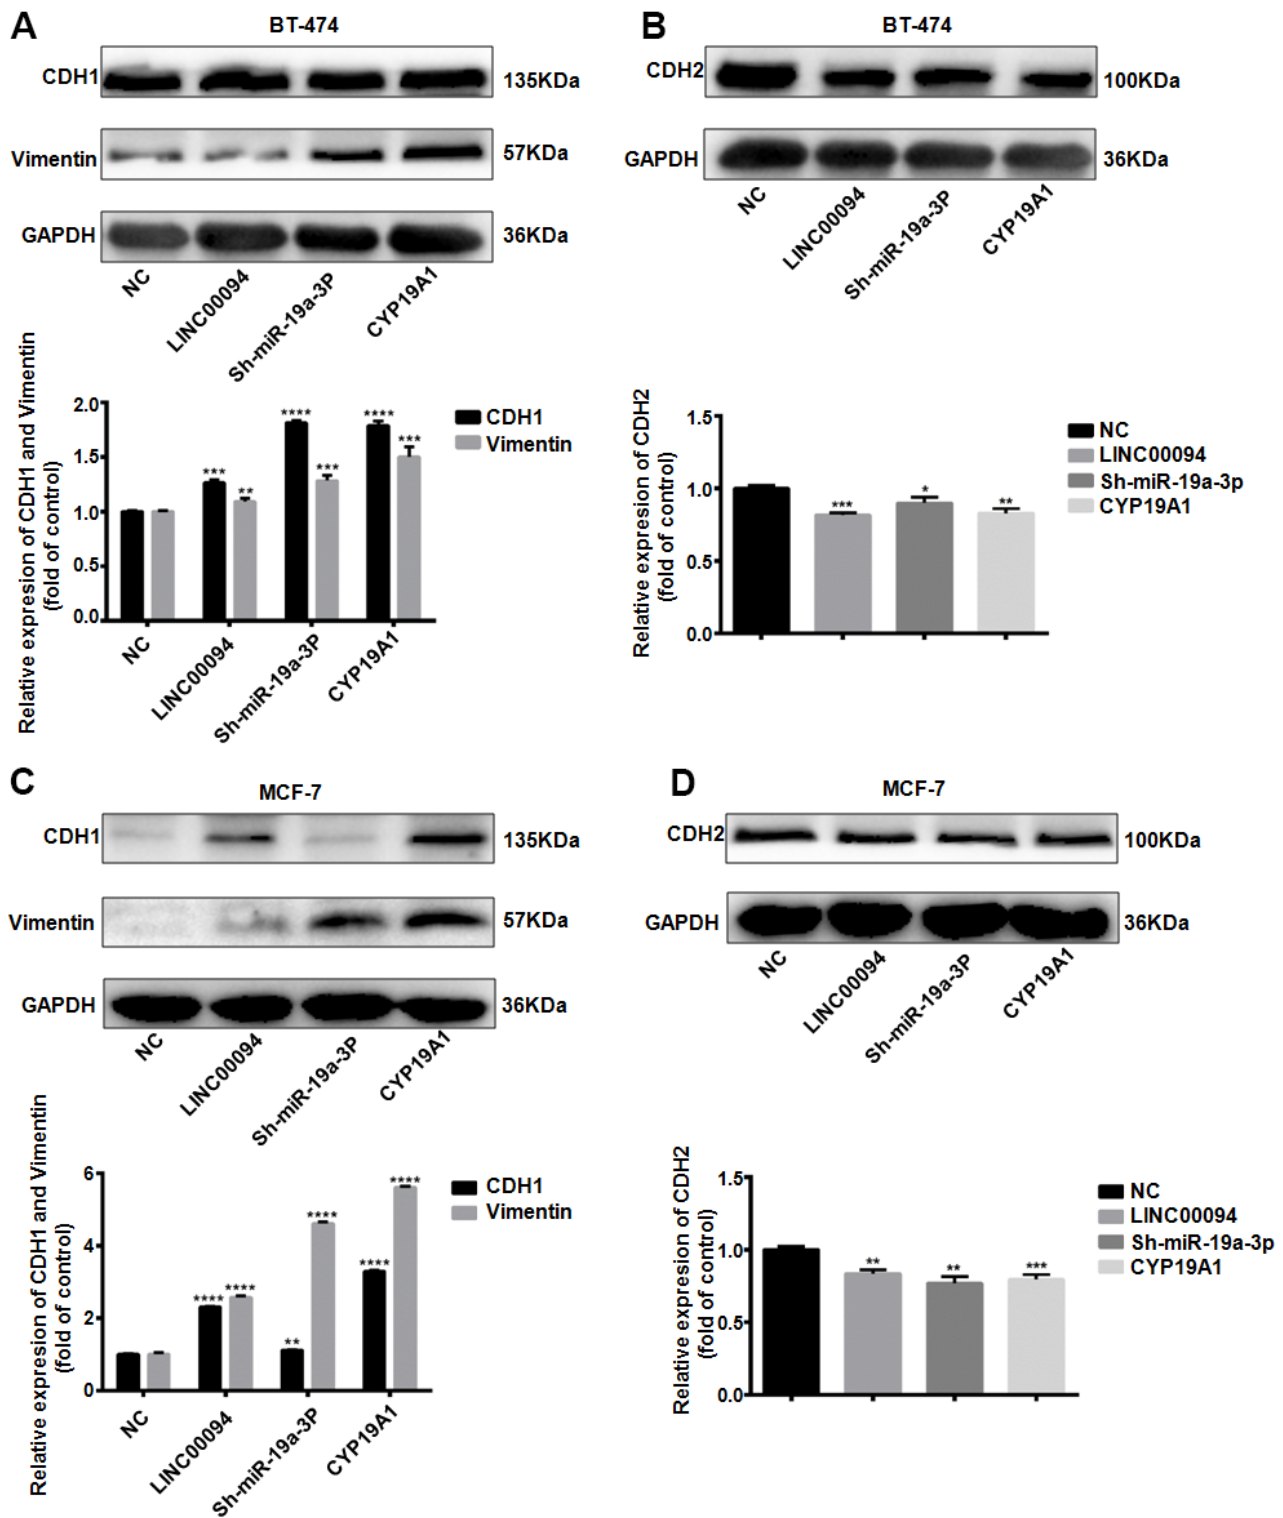 A
BT-474
CDH1
135KDa
Vimentin
57KDa
GAPDH
36KDa
NC
LINC00094
Sh-miR-19a-3P
CYP19A1
Relative expresion of CDH1 and Vimentin
(fold of control)
2.0
1.5
1.0
0.5
0.0
*** ** **** *** **** ***
CDH1
Vimentin
NC
LINC00094
Sh-miR-19a-3P
CYP19A1
B
BT-474
CDH2
100KDa
GAPDH
36KDa
NC
LINC00094
Sh-miR-19a-3P
CYP19A1
Relative expresion of CDH2
(fold of control)
1.5
1.0
0.5
0.0
*** * **
NC
LINC00094
Sh-miR-19a-3p
CYP19A1
C
MCF-7
CDH1
135KDa
Vimentin
57KDa
GAPDH
36KDa
NC
LINC00094
Sh-miR-19a-3P
CYP19A1
Relative expresion of CDH1 and Vimentin
(fold of control)
6
4
2
0
**** **** ** **** **** ****
CDH1
Vimentin
NC
LINC00094
Sh-miR-19a-3P
CYP19A1
D
MCF-7
CDH2
100KDa
GAPDH
36KDa
NC
LINC00094
Sh-miR-19a-3P
CYP19A1
Relative expresion of CDH2
(fold of control)
1.5
1.0
0.5
0.0
** ** ***
NC
LINC00094
Sh-miR-19a-3p
CYP19A1